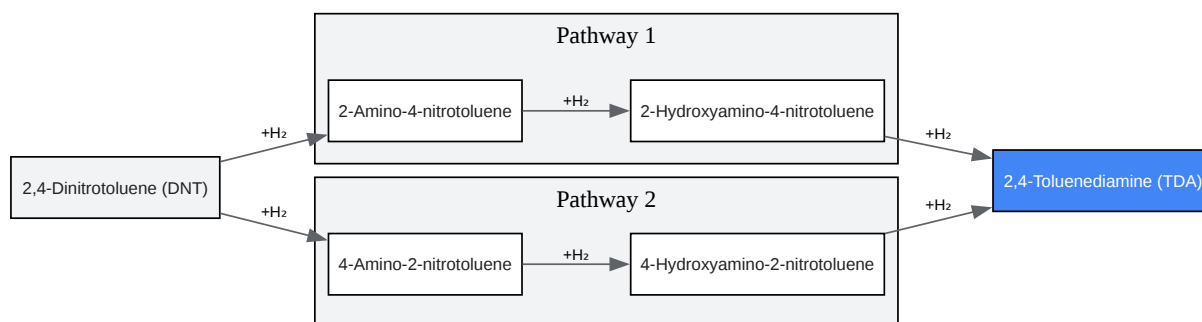 Pathway 1
2-Amino-4-nitrotoluene
+H₂
2-Hydroxyamino-4-nitrotoluene
+H₂
+H₂
2,4-Dinitrotoluene (DNT)
2,4-Toluenediamine (TDA)
Pathway 2
+H₂
+H₂
4-Amino-2-nitrotoluene
+H₂
4-Hydroxyamino-2-nitrotoluene